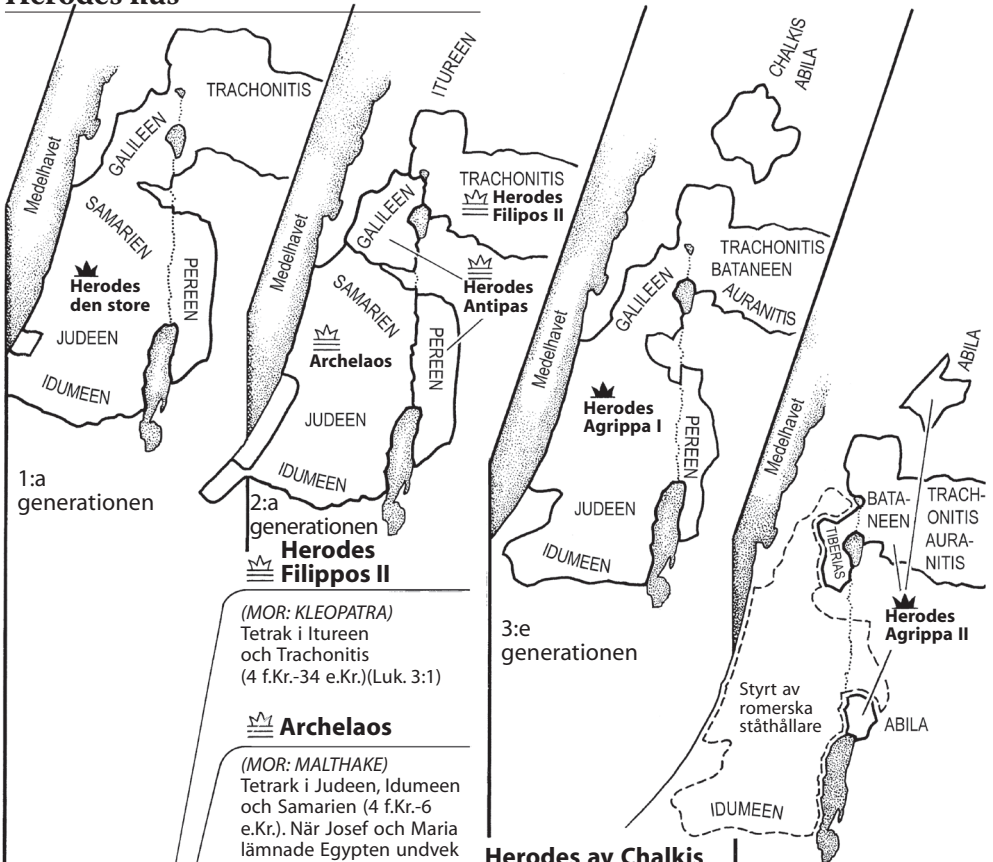 Herodes hus
Medelhavet
TRACHONITIS
GALILEEN
SAMARIEN
PEREEN
Herodes
den store
JUDEEN
IDUMEEN
1:a
generationen
Medelhavet
ITUREEN
TRACHONITIS
Herodes
Filipos II
GALILEEN
Herodes
Antipas
SAMARIEN
PEREEN
Archelaos
JUDEEN
IDUMEEN
2:a
generationen
Herodes
Filippos II
(MOR: KLEOPATRA)
Tetrak i Itureen
och Trachonitis
(4 f.Kr.-34 e.Kr.)(Luk. 3:1)
Archelaos
(MOR: MALTHAKE)
Tetrark i Judeen, Idumeen
och Samarien (4 f.Kr.-6
e.Kr.). När Josef och Maria
lämnade Egypten undvek
CHALKIS
ABILA
Medelhavet
TRACHONITIS
BATANEEN
AURANITIS
GALILEEN
Herodes
Agrippa I
PEREEN
JUDEEN
IDUMEEN
3:e
generationen
Medelhavet
ABILA
BATA-
NEEN
TRACH-
ONITIS
AURA-
NITIS
TIBERIAS
Herodes
Agrippa II
Styrt av
romerska
ståthållare
ABILA
IDUMEEN
Herodes av Chalkis